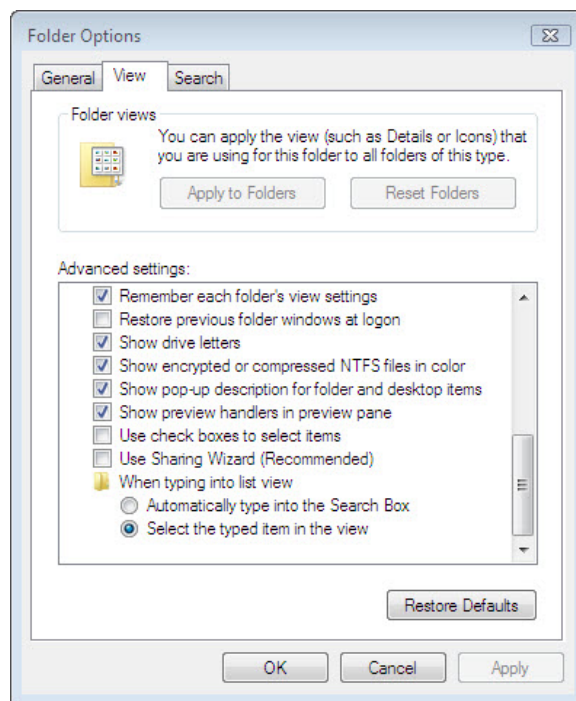 Folder Options
General View Search
Folder views
You can apply the view (such as Details or Icons) that
you are using for this folder to all folders of this type.
Apply to Folders Reset Folders
Advanced settings:
Remember each folder's view settings
Restore previous folder windows at logon
Show drive letters
Show encrypted or compressed NTFS files in color
Show pop-up description for folder and desktop items
Show preview handlers in preview pane
Use check boxes to select items
Use Sharing Wizard (Recommended)
When typing into list view
Automatically type into the Search Box
Select the typed item in the view
Restore Defaults
OK Cancel Apply